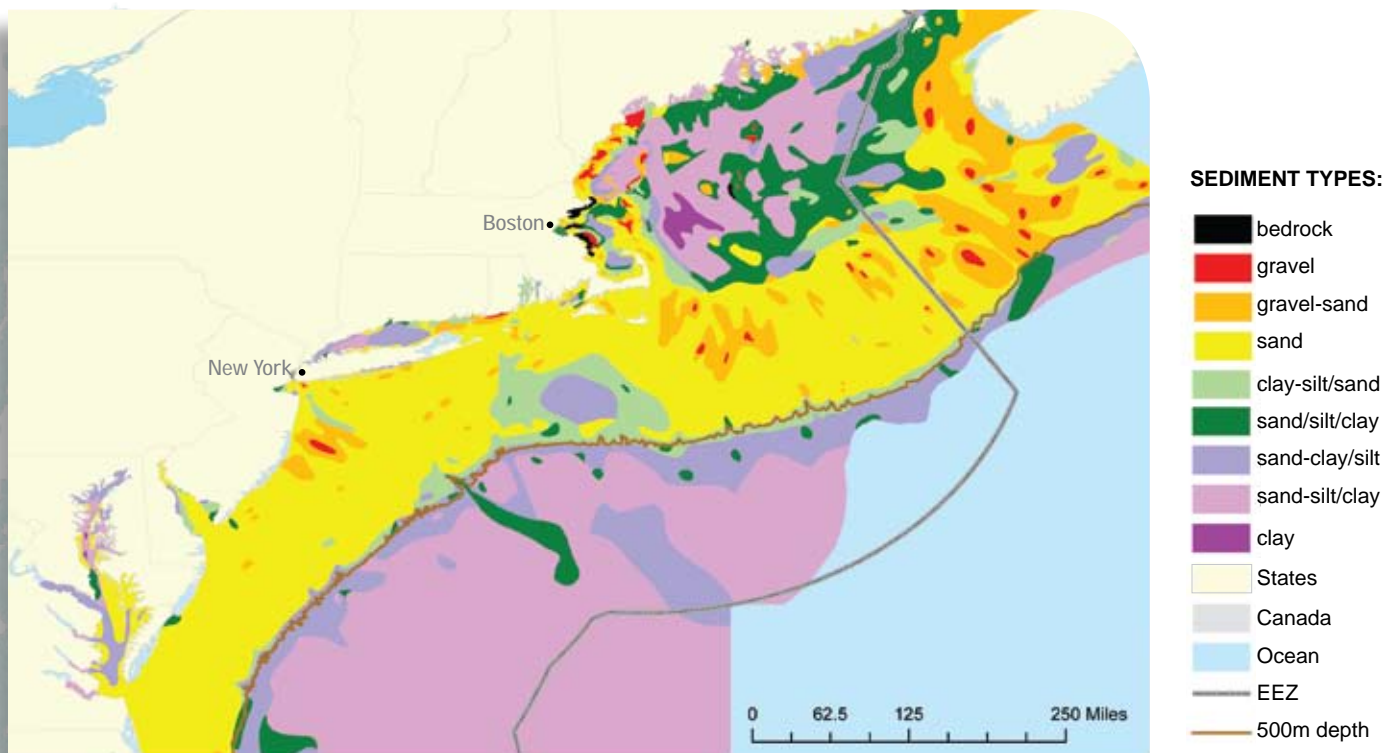 Boston
New York
0 62.5 125 250 Miles
SEDIMENT TYPES:
bedrock
gravel
gravel-sand
sand
clay-silt/sand
sand/silt/clay
sand-clay/silt
sand-silt/clay
clay
States
Canada
Ocean
EEZ
500m depth